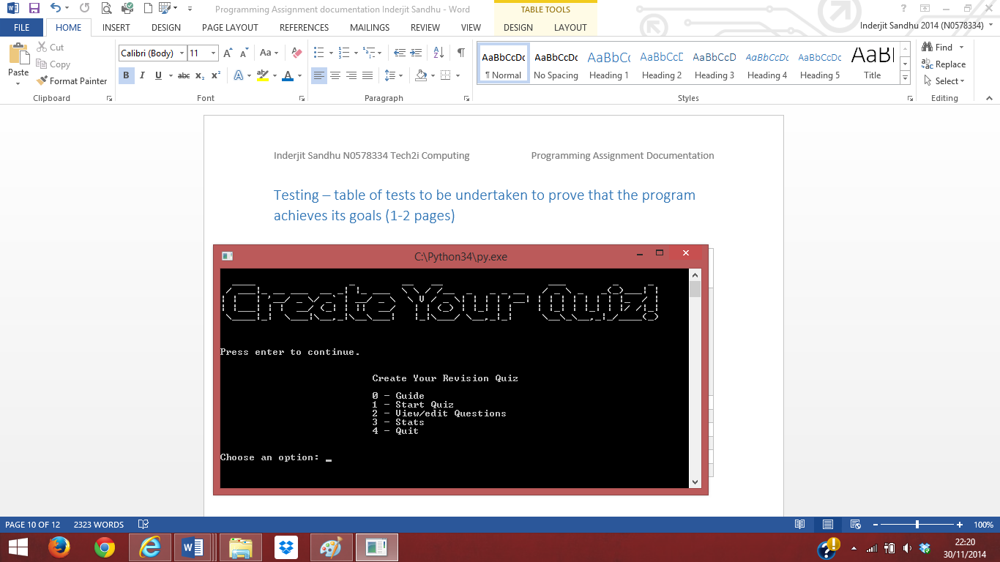 Programming Assignment documentation Inderjit Sandhu - Word
TABLE TOOLS
FILE HOME INSERT DESIGN PAGE LAYOUT REFERENCES MAILINGS REVIEW VIEW DESIGN LAYOUT
Inderjit Sandhu 2014 (N0578334)
Paste
Cut
Copy
Format Painter
Clipboard
Calibri (Body) 11
Font
Paragraph
AaBbCcDc AaBbCcDc AaBbCc AaBbCcD AaBbCcD AaBbCcDc AaBbCcDc AaB
¶ Normal No Spacing Heading 1 Heading 2 Heading 3 Heading 4 Heading 5 Title
Styles
Find
Replace
Select
Editing
Inderjit Sandhu N0578334 Tech2i Computing Programming Assignment Documentation
Testing – table of tests to be undertaken to prove that the program
achieves its goals (1-2 pages)
C:\Python34\py.exe
Create Your Quiz!
Press enter to continue.
Create Your Revision Quiz
0 - Guide
1 - Start Quiz
2 - View/edit Questions
3 - Stats
4 - Quit
Choose an option: _
PAGE 10 OF 12 2323 WORDS
100%
22:20
30/11/2014